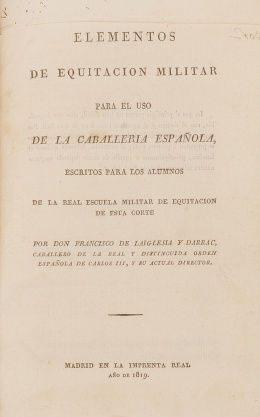 ELEMENTOS
DE EQUITACION MILITAR
PARA EL USO
DE LA CABALLERIA ESPAÑOLA,
ESCRITOS PARA LOS ALUMNOS
DE LA REAL ESCUELA MILITAR DE EQUITACION
DE ESTA CORTE
POR DON FRANCISCO DE LAIGLESIA Y DARRAC,
CABALLERO DE LA REAL Y DISTINGUIDA ORDEN
ESPAÑOLA DE CARLOS III, Y SU ACTUAL DIRECTOR.
MADRID EN LA IMPRENTA REAL
AÑO DE 1819.